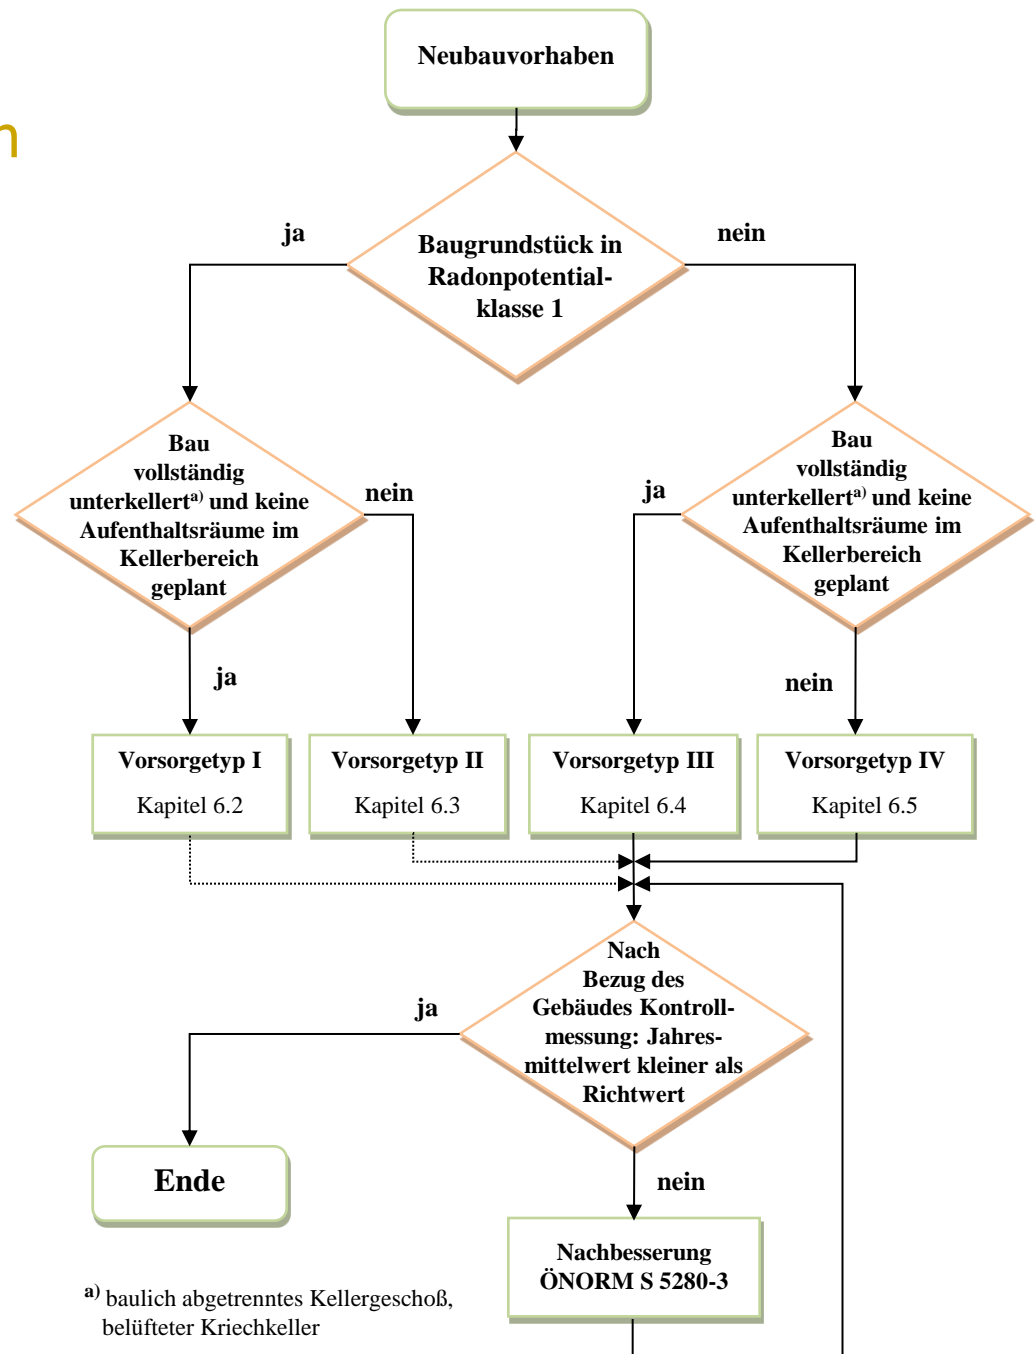 Neubauvorhaben
n
ja
nein
Baugrundstück in
Radonpotential-
klasse 1
Bau
vollständig
unterkellert a) und keine
Aufenthaltsräume im
Kellerbereich
geplant
nein
ja
Bau
vollständig
unterkellert a) und keine
Aufenthaltsräume im
Kellerbereich
geplant
ja
nein
Vorsorgetyp I
Kapitel 6.2
Vorsorgetyp II
Kapitel 6.3
Vorsorgetyp III
Kapitel 6.4
Vorsorgetyp IV
Kapitel 6.5
Nach
Bezug des
Gebäudes Kontroll-
messung: Jahres-
mittelwert kleiner als
Richtwert
ja
Ende
nein
Nachbesserung
ÖNORM S 5280-3
a) baulich abgetrenntes Kellergeschoß,
belüfteter Kriechkeller